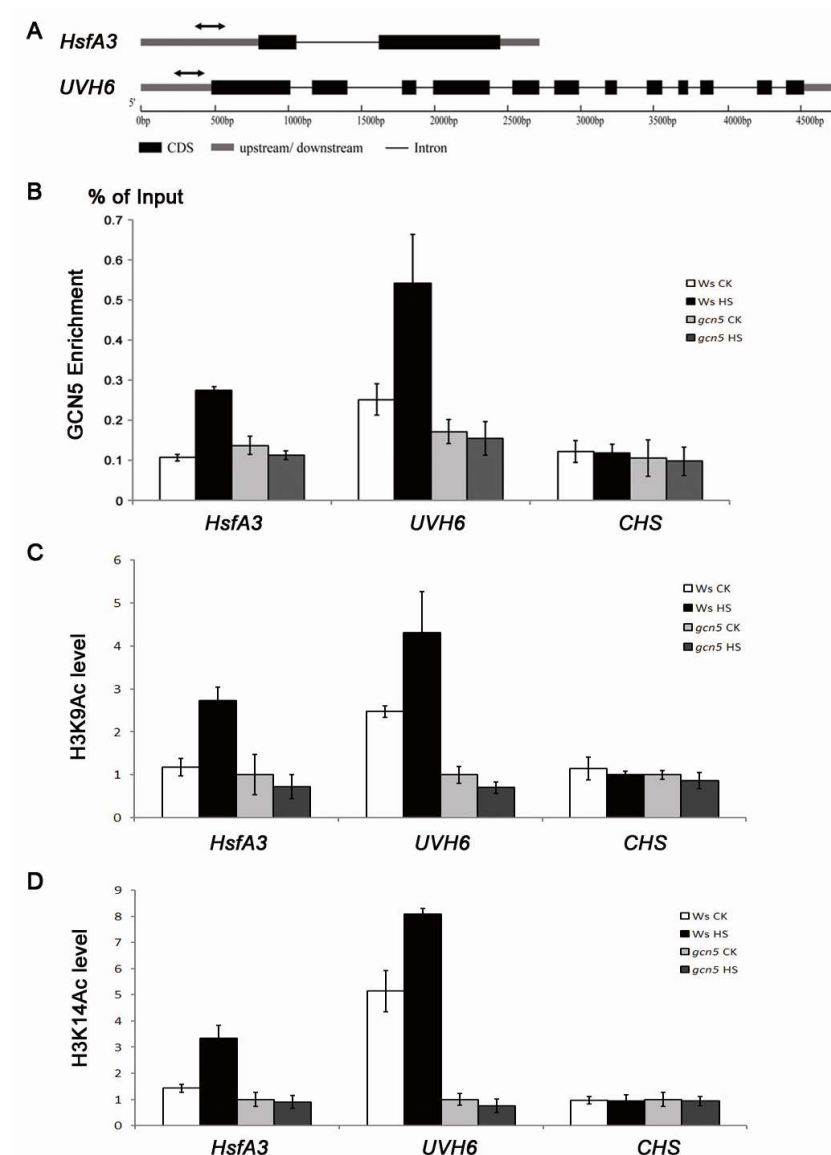 A
HsfA3
UVH6
5'
0bp 500bp 1000bp 1500bp 2000bp 2500bp 3000bp 3500bp 4000bp 4500bp
CDS upstream/ downstream Intron
B % of Input
GCN5 Enrichment
0.7
0.6
0.5
0.4
0.3
0.2
0.1
0
Ws CK
Ws HS
gcn5 CK
gcn5 HS
HsfA3 UVH6 CHS
C
H3K9Ac level
6
5
4
3
2
1
0
Ws CK
Ws HS
gcn5 CK
gcn5 HS
HsfA3 UVH6 CHS
D
H3K14Ac level
9
8
7
6
5
4
3
2
1
0
Ws CK
Ws HS
gcn5 CK
gcn5 HS
HsfA3 UVH6 CHS